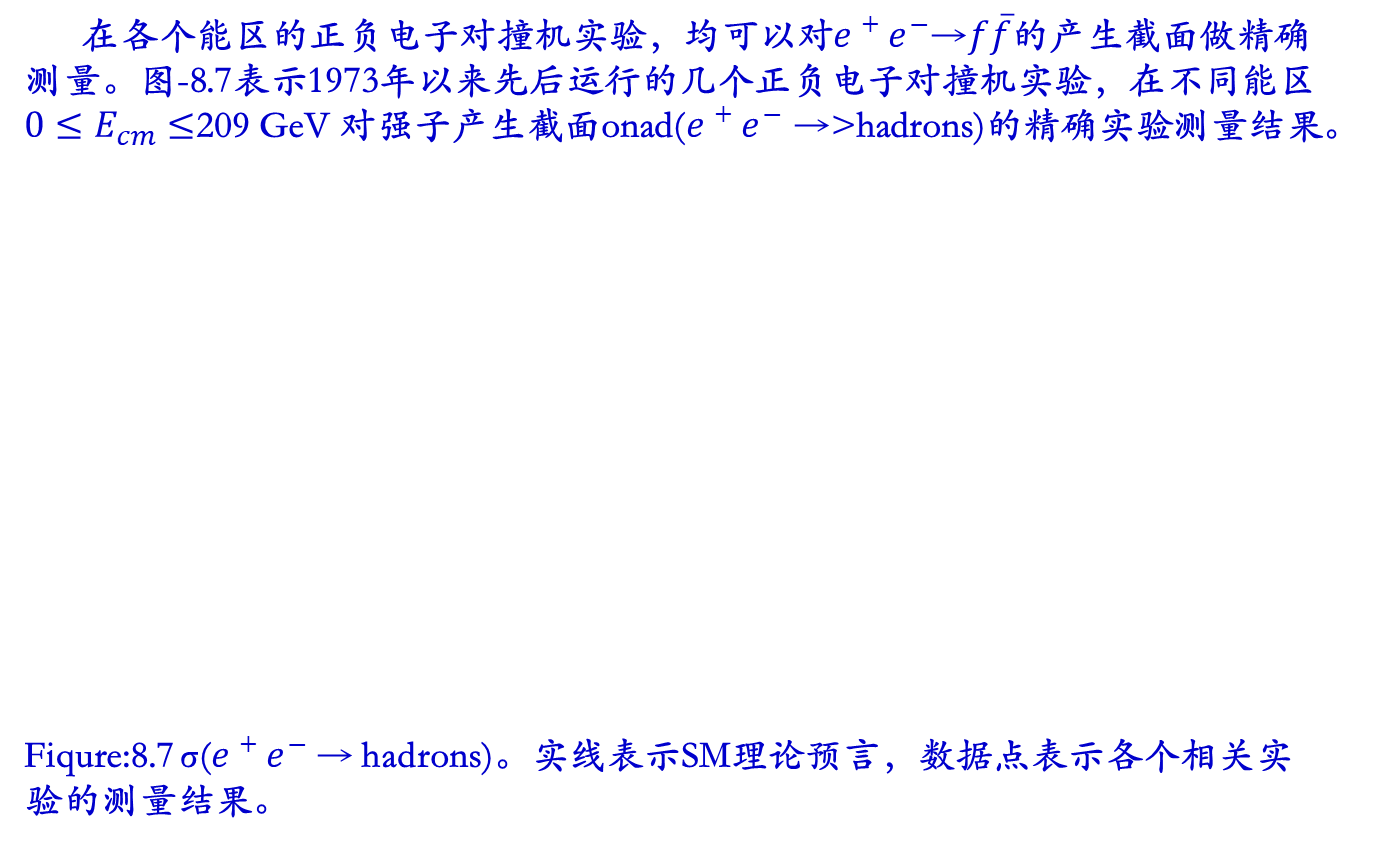 在各个能区的正负电子对撞机实验，均可以对e⁺e⁻→ff̄的产生截面做精确
测量。图-8.7表示1973年以来先后运行的几个正负电子对撞机实验，在不同能区
0 ≤ E_cm ≤209 GeV 对强子产生截面onad(e⁺e⁻ →>hadrons)的精确实验测量结果。
Fiqure:8.7 σ(e⁺e⁻ → hadrons)。实线表示SM理论预言，数据点表示各个相关实
验的测量结果。